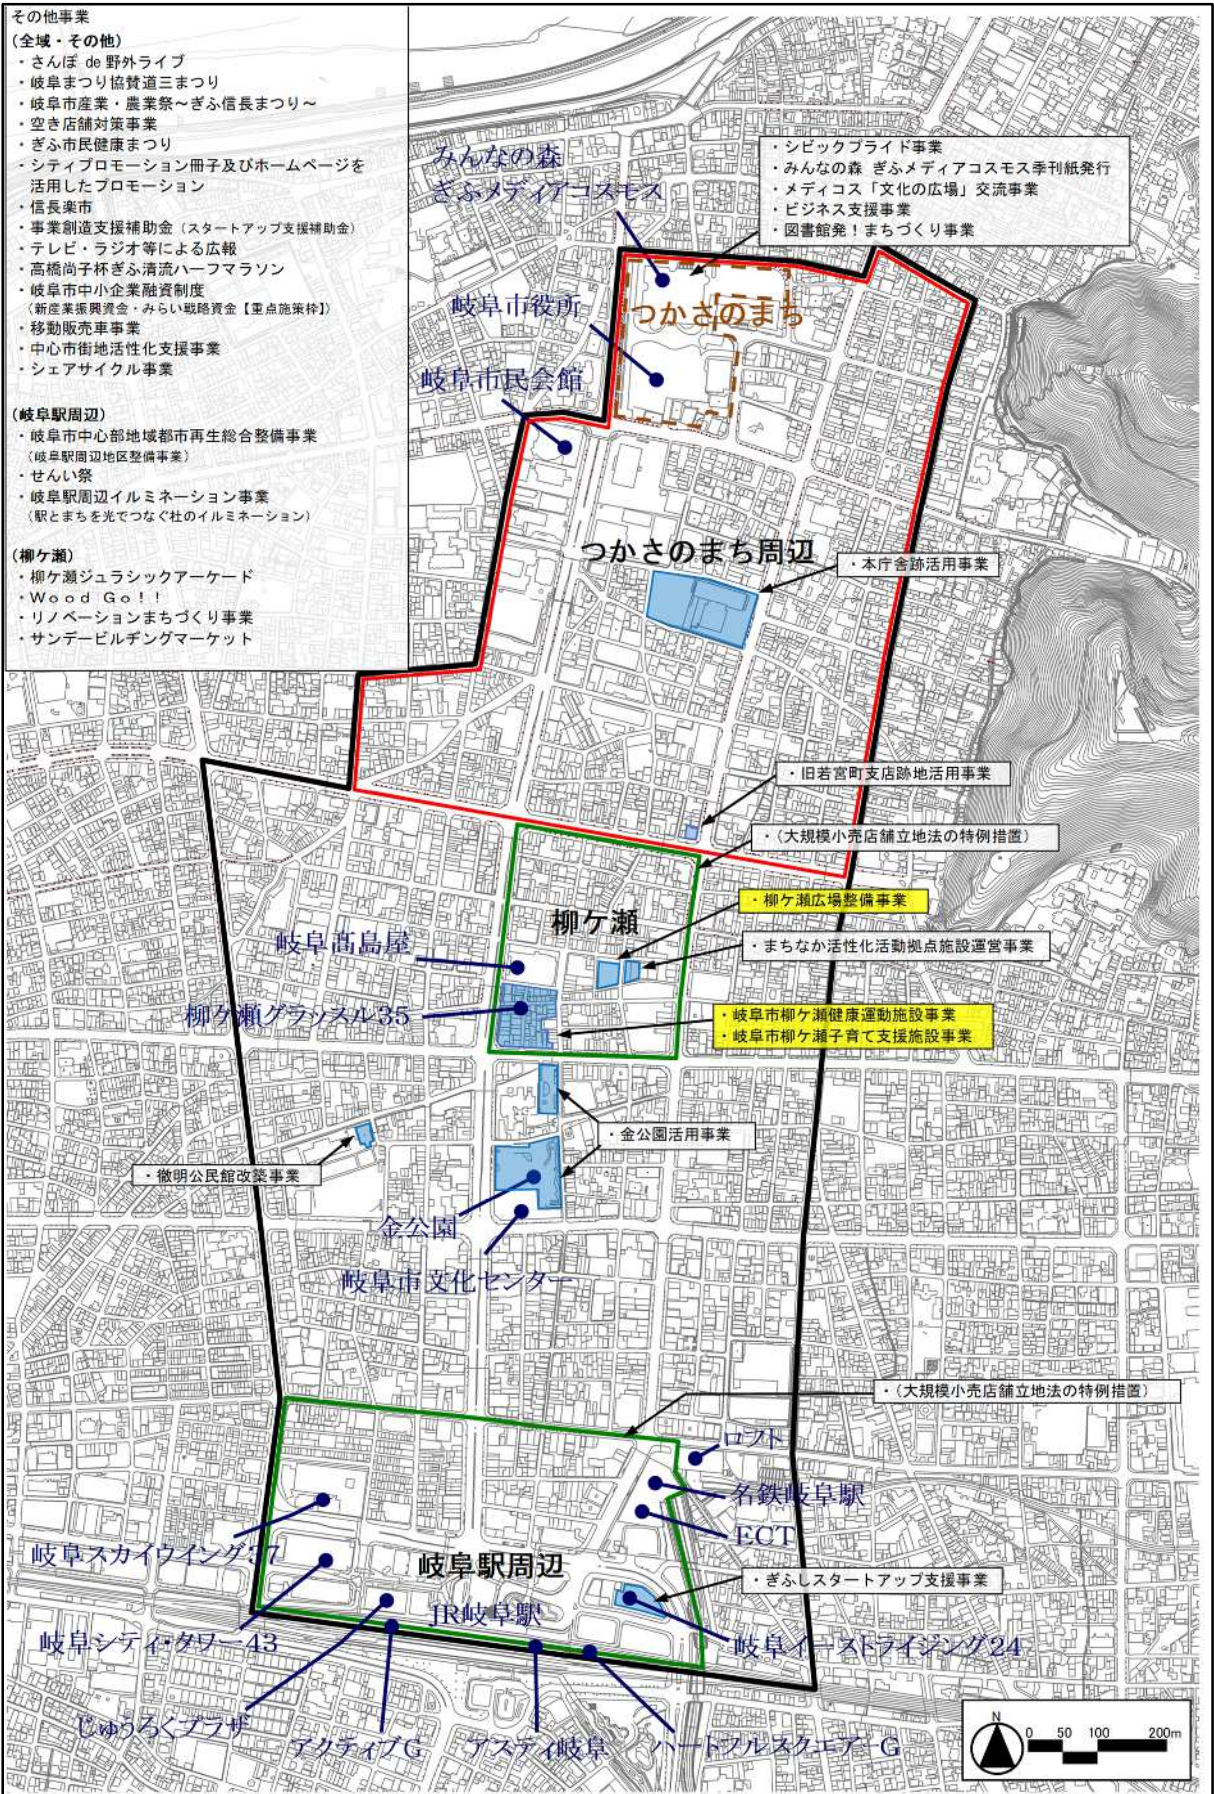 その他事業
(全域・その他)
・さんぽ de 野外ライブ
・岐阜まつり協賛道三まつり
・岐阜市産業・農業祭～ぎふ信長まつり～
・空き店舗対策事業
・ぎふ市民健康まつり
・シティプロモーション冊子及びホームページを
活用したプロモーション
・信長楽市
・事業創造支援補助金（スタートアップ支援補助金）
・テレビ・ラジオ等による広報
・高橋尚子杯ぎふ清流ハーフマラソン
・岐阜市中小企業融資制度
（新産業振興資金・みらい戦略資金【重点施策枠】）
・移動販売車事業
・中心市街地活性化支援事業
・シェアサイクル事業
(岐阜駅周辺)
・岐阜市中心部地域都市再生総合整備事業
（岐阜駅周辺地区整備事業）
・せんい祭
・岐阜駅周辺イルミネーション事業
（駅とまちを光でつなぐ杜のイルミネーション）
(柳ケ瀬)
・柳ケ瀬ジュラシックアーケード
・Ｗｏｏｄ Ｇｏ！！
・リノベーションまちづくり事業
・サンデービルヂングマーケット
みんなの森
ぎふメディアコスモス
・シビックプライド事業
・みんなの森 ぎふメディアコスモス季刊紙発行
・メディコス「文化の広場」交流事業
・ビジネス支援事業
・図書館発！まちづくり事業
岐阜市役所
つかさのまち
岐阜市民会館
つかさのまち周辺
・本庁舎跡活用事業
・旧若宮町支店跡地活用事業
・（大規模小売店舗立地法の特例措置）
・柳ケ瀬広場整備事業
柳ケ瀬
・まちなか活性化活動拠点施設運営事業
岐阜髙島屋
柳ケ瀬グラッスル35
・岐阜市柳ケ瀬健康運動施設事業
・岐阜市柳ケ瀬子育て支援施設事業
・金公園活用事業
・徹明公民館改築事業
金公園
岐阜市文化センター
・（大規模小売店舗立地法の特例措置）
ロフト
名鉄岐阜駅
ECT
岐阜スカイウイング37
岐阜駅周辺
・ぎふしスタートアップ支援事業
JR岐阜駅
岐阜シティ・タワー43
岐阜イーストライジング24
じゅうろくプラザ
アクティブG
アスティ岐阜
ハートフルスクエアーG
N
0 50 100 200m